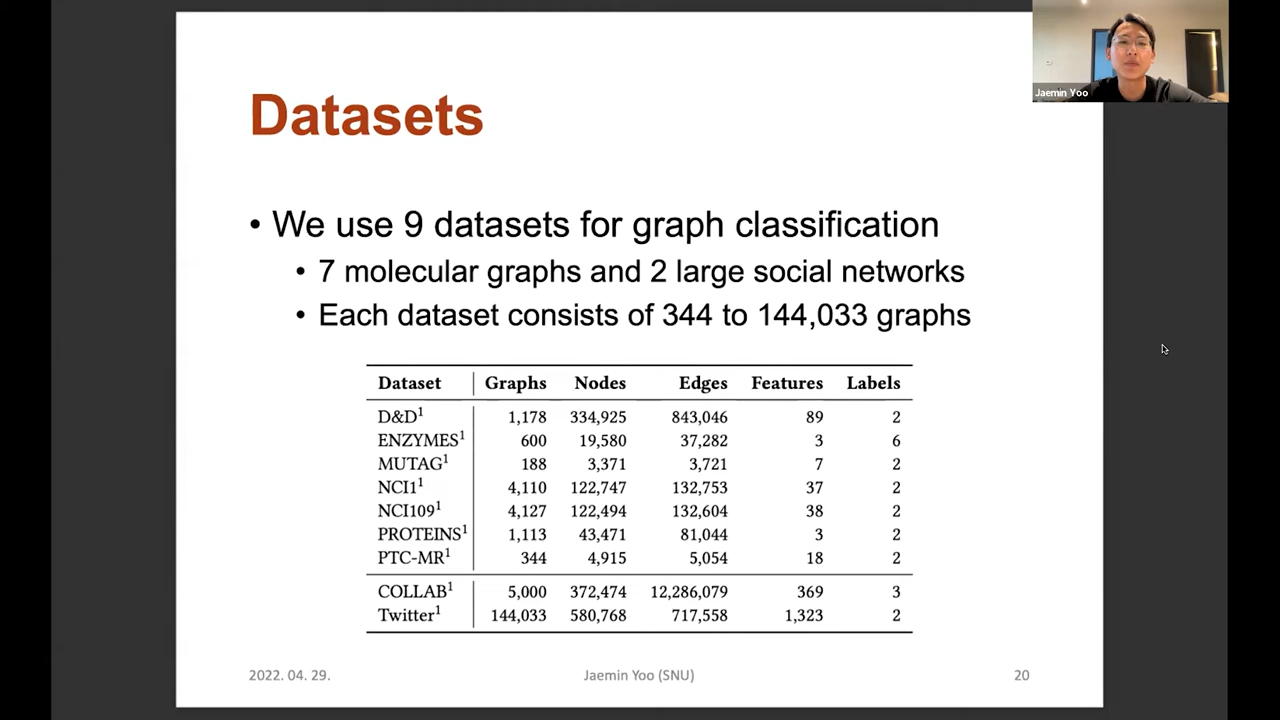 Jaemin Yoo
Datasets
• We use 9 datasets for graph classification
• 7 molecular graphs and 2 large social networks
• Each dataset consists of 344 to 144,033 graphs
Dataset Graphs Nodes Edges Features Labels
D&D¹ 1,178 334,925 843,046 89 2
ENZYMES¹ 600 19,580 37,282 3 6
MUTAG¹ 188 3,371 3,721 7 2
NCI1¹ 4,110 122,747 132,753 37 2
NCI109¹ 4,127 122,494 132,604 38 2
PROTEINS¹ 1,113 43,471 81,044 3 2
PTC-MR¹ 344 4,915 5,054 18 2
COLLAB¹ 5,000 372,474 12,286,079 369 3
Twitter¹ 144,033 580,768 717,558 1,323 2
2022. 04. 29. Jaemin Yoo (SNU) 20